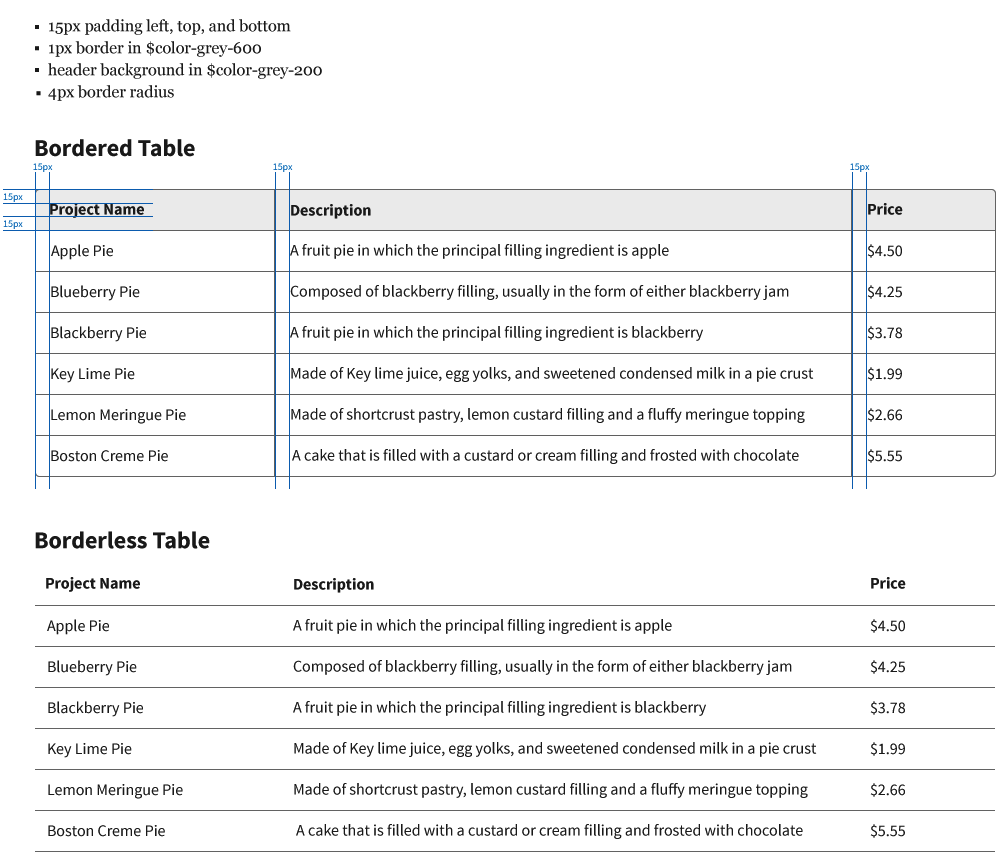 ▪ 15px padding left, top, and bottom
▪ 1px border in $color-grey-600
▪ header background in $color-grey-200
▪ 4px border radius
Bordered Table
15px 15px 15px
15px
Project Name Description Price
15px
Apple Pie A fruit pie in which the principal filling ingredient is apple $4.50
Blueberry Pie Composed of blackberry filling, usually in the form of either blackberry jam $4.25
Blackberry Pie A fruit pie in which the principal filling ingredient is blackberry $3.78
Key Lime Pie Made of Key lime juice, egg yolks, and sweetened condensed milk in a pie crust $1.99
Lemon Meringue Pie Made of shortcrust pastry, lemon custard filling and a fluffy meringue topping $2.66
Boston Creme Pie A cake that is filled with a custard or cream filling and frosted with chocolate $5.55
Borderless Table
Project Name Description Price
Apple Pie A fruit pie in which the principal filling ingredient is apple $4.50
Blueberry Pie Composed of blackberry filling, usually in the form of either blackberry jam $4.25
Blackberry Pie A fruit pie in which the principal filling ingredient is blackberry $3.78
Key Lime Pie Made of Key lime juice, egg yolks, and sweetened condensed milk in a pie crust $1.99
Lemon Meringue Pie Made of shortcrust pastry, lemon custard filling and a fluffy meringue topping $2.66
Boston Creme Pie A cake that is filled with a custard or cream filling and frosted with chocolate $5.55